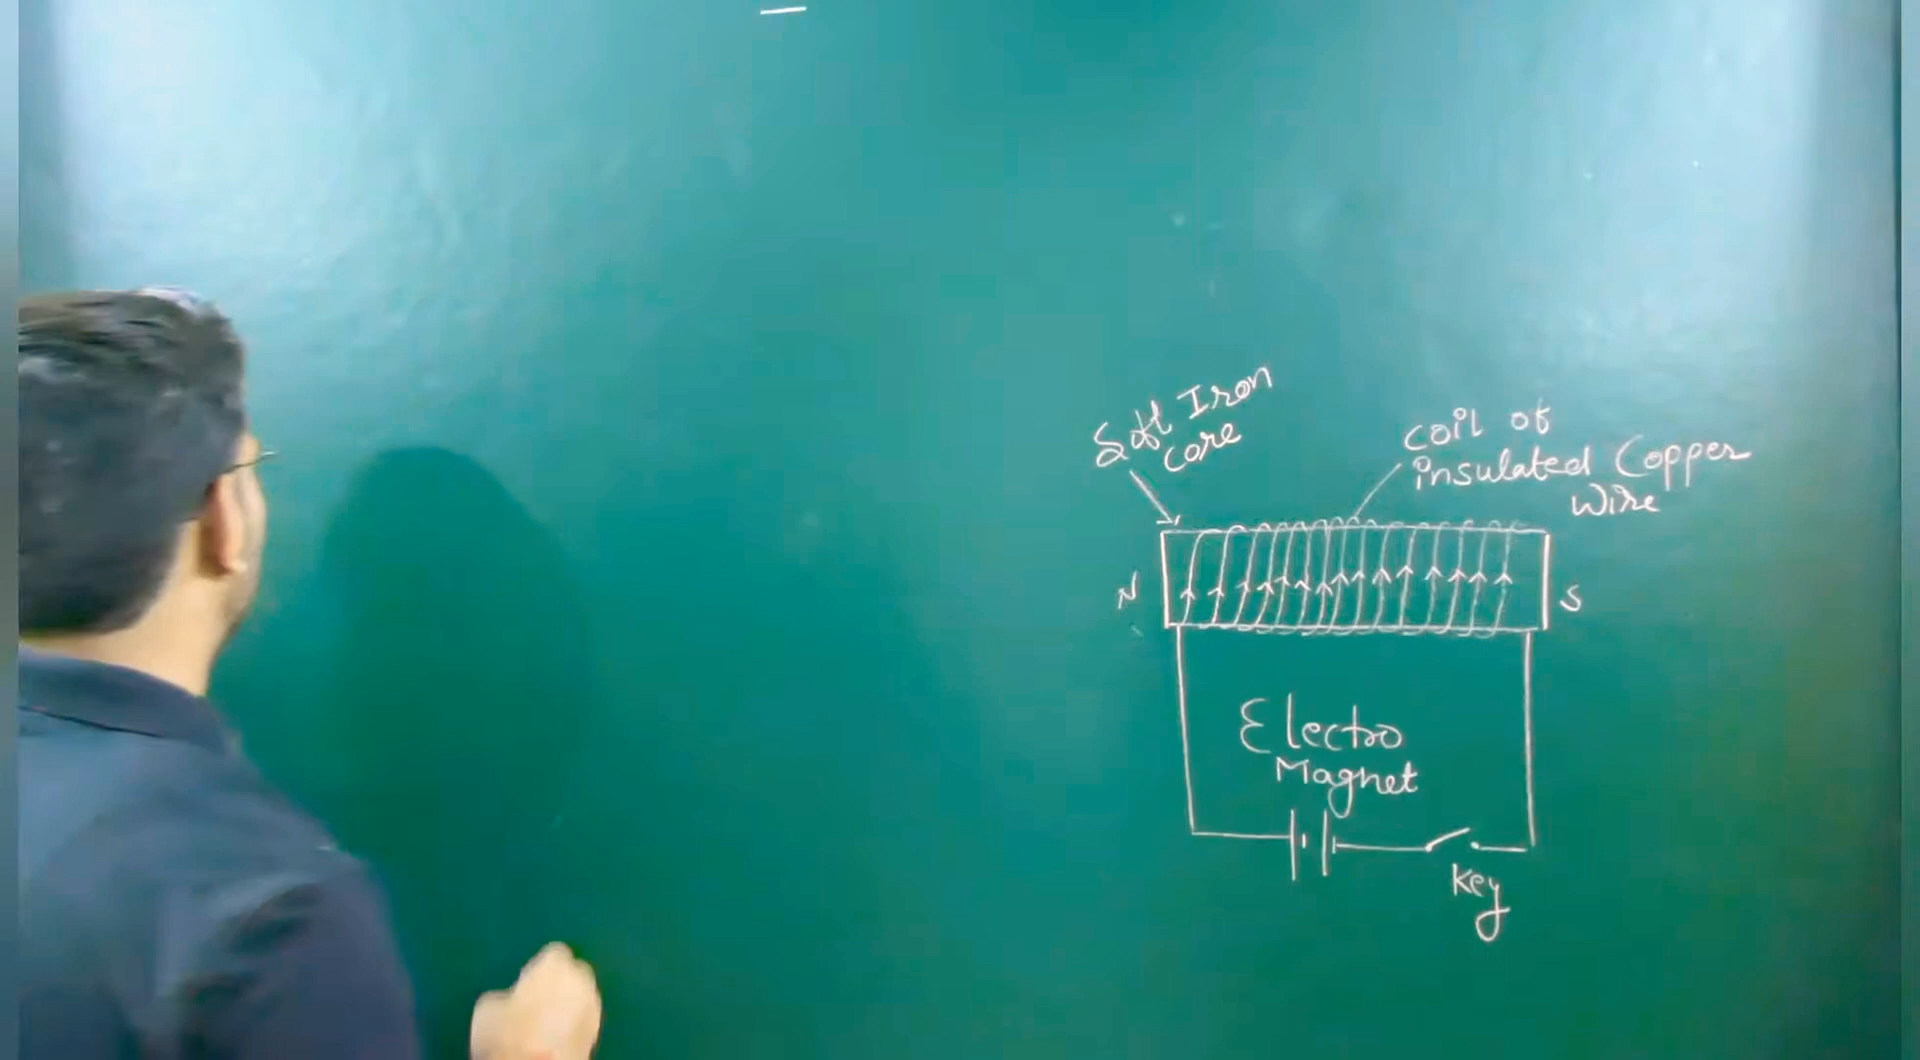 Soft Iron
core
coil of
insulated Copper
Wire
N
S
Electro
Magnet
Key